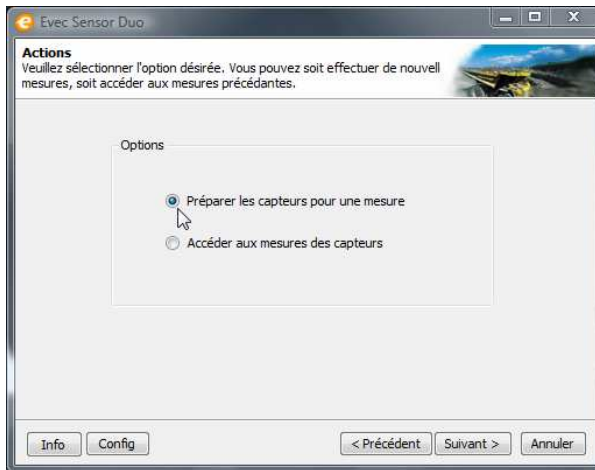 Evec Sensor Duo
Actions
Veuillez sélectionner l'option désirée. Vous pouvez soit effectuer de nouvell
mesures, soit accéder aux mesures précédantes.
Options
Préparer les capteurs pour une mesure
Accéder aux mesures des capteurs
Info Config < Précédent Suivant > Annuler